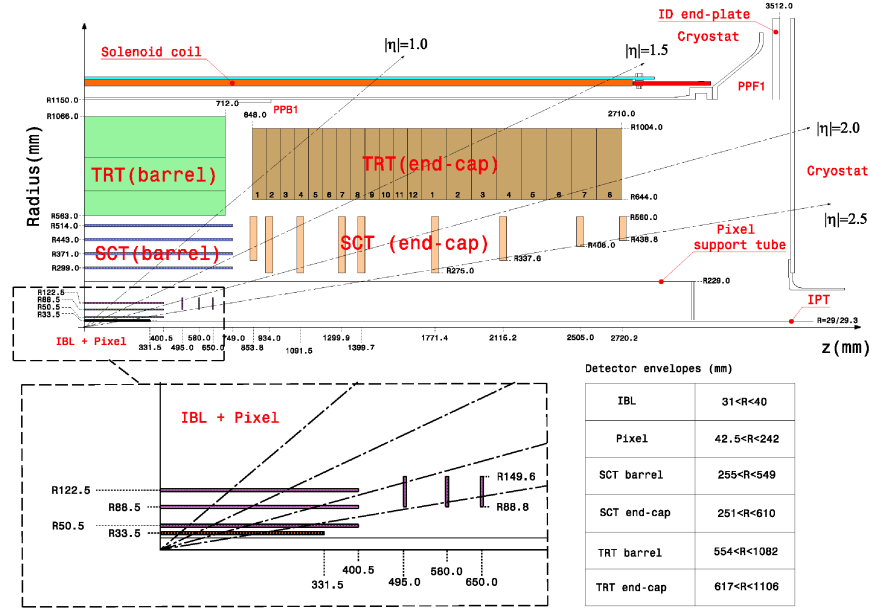 3512.0
ID end-plate
Cryostat
|η|=1.0
|η|=1.5
Solenoid coil
PPF1
R1150.0
712.0
PPB1
848.0
2710.0
R1066.0
R1004.0
|η|=2.0
Radius(mm)
TRT(barrel)
TRT(end-cap)
Cryostat
1 2 3 4 5 6 7 8 9 10 11 12 1 2 3 4 5 6 7 8
R644.0
R563.0
R560.0
|η|=2.5
R514.0
R443.0
SCT(barrel)
SCT (end-cap)
R438.8
R408.0
Pixel
support tube
R371.0
R337.6
R299.0
R275.0
R229.0
R122.5
R88.5
R50.5
R33.5
IPT
R=29/29.3
IBL + Pixel
400.5 580.0 749.0 934.0 1299.9 1771.4 2115.2 2505.0 2720.2
z(mm)
331.5 495.0 650.0 853.8 1091.5 1399.7
Detector envelopes (mm)
IBL 31<R<40
Pixel 42.5<R<242
SCT barrel 255<R<549
SCT end-cap 251<R<610
TRT barrel 554<R<1082
TRT end-cap 617<R<1106
IBL + Pixel
R122.5
R149.6
R88.5
R88.8
R50.5
R33.5
400.5 580.0
331.5 495.0 650.0